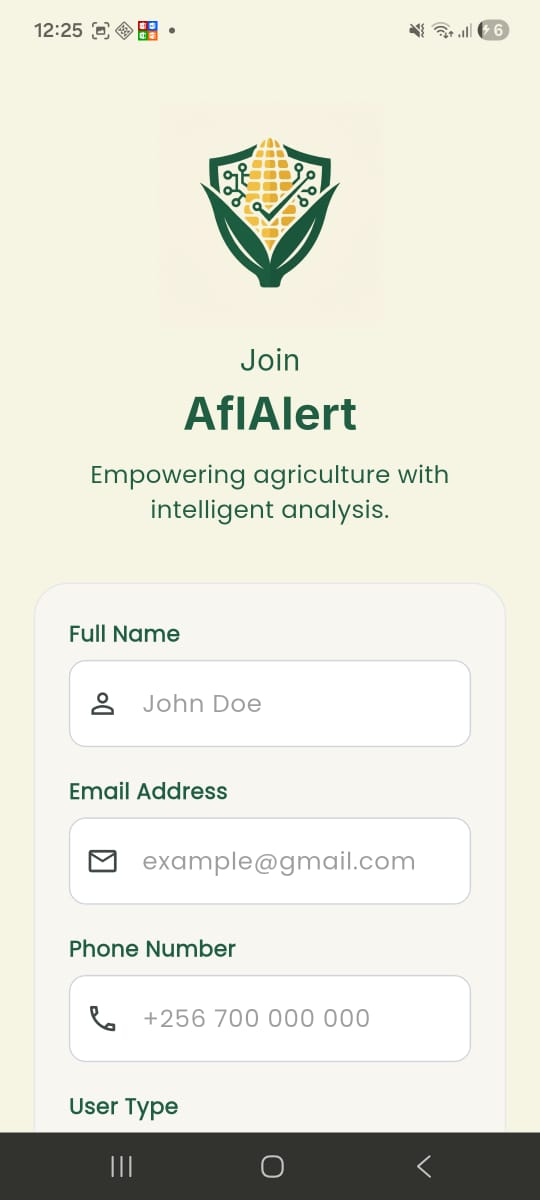 12:25
6
Join
AflAlert
Empowering agriculture with
intelligent analysis.
Full Name
John Doe
Email Address
example@gmail.com
Phone Number
+256 700 000 000
User Type